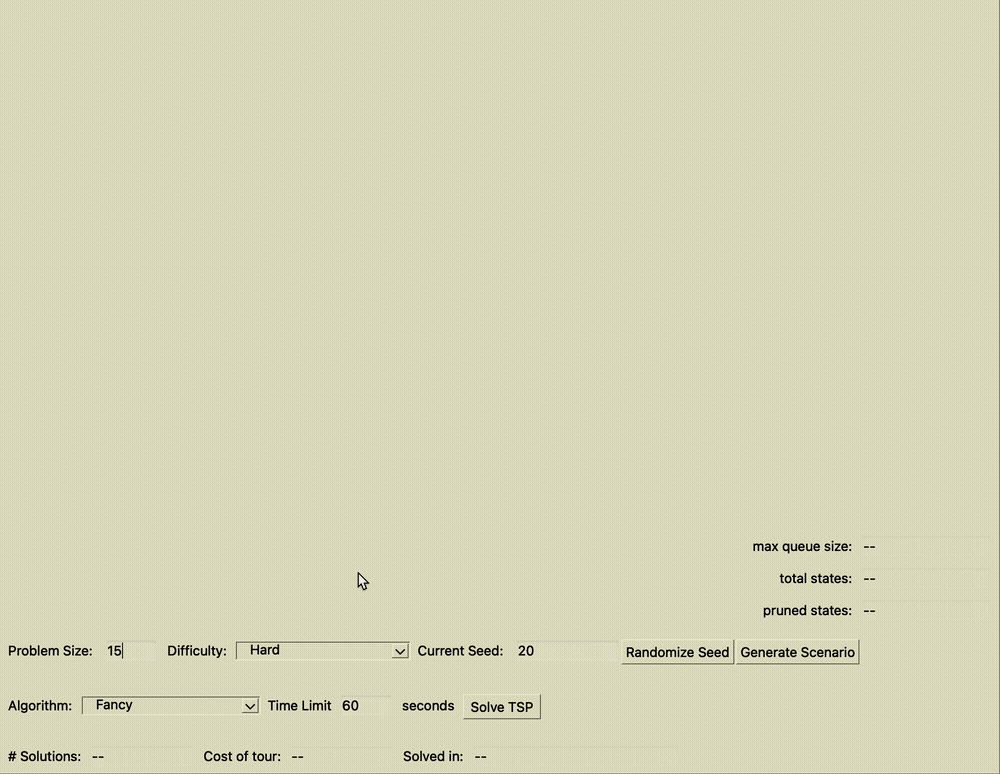 max queue size: --
total states: --
pruned states: --
Problem Size: 15 Difficulty: Hard Current Seed: 20 Randomize Seed Generate Scenario
Algorithm: Fancy Time Limit 60 seconds Solve TSP
# Solutions: -- Cost of tour: -- Solved in: --